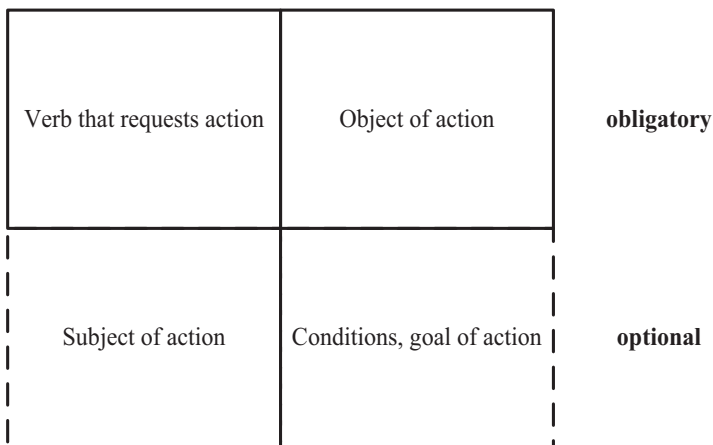 Verb that requests action
Object of action
obligatory
Subject of action
Conditions, goal of action
optional